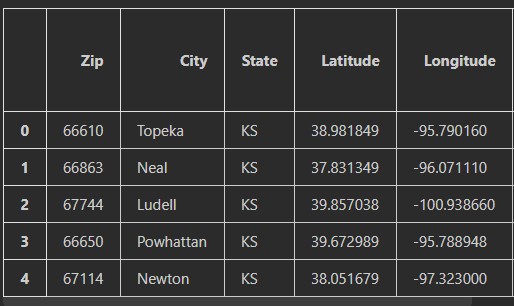 Zip City State Latitude Longitude
0 66610 Topeka KS 38.981849 -95.790160
1 66863 Neal KS 37.831349 -96.071110
2 67744 Ludell KS 39.857038 -100.938660
3 66650 Powhattan KS 39.672989 -95.788948
4 67114 Newton KS 38.051679 -97.323000